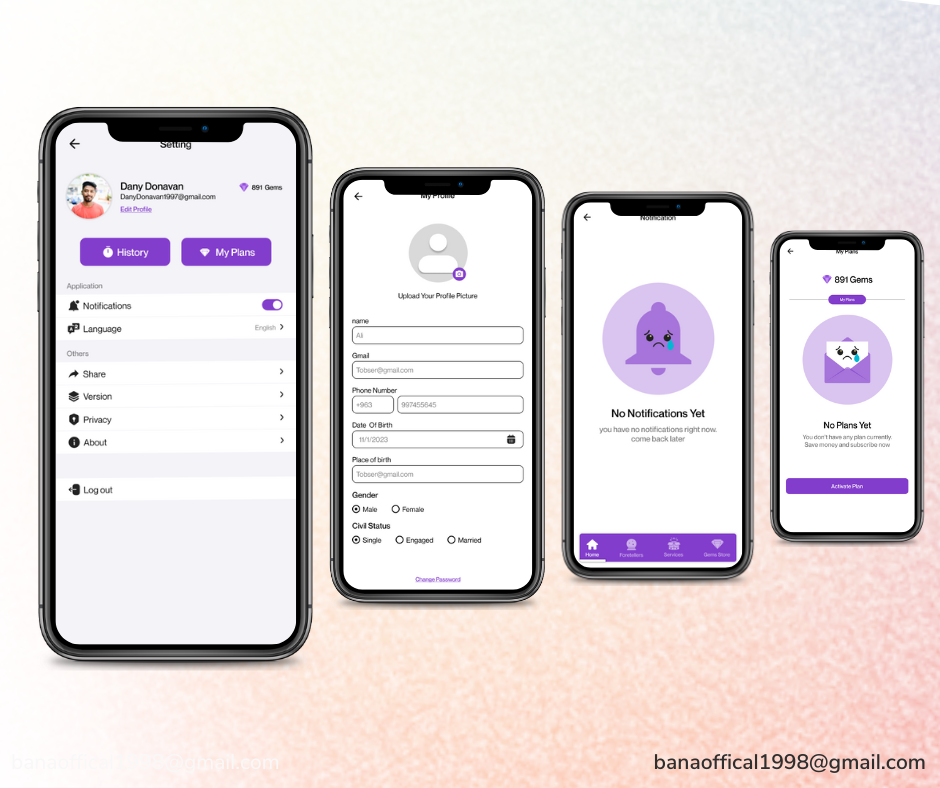 Setting
Dany Donavan
891 Gems
DanyDonavan1997@gmail.com
Edit Profile
History
My Plans
Application
Notifications
Language
English
Others
Share
Version
Privacy
About
Log out
My Profile
Upload Your Profile Picture
name
Ali
Gmail
Tobser@gmail.com
Phone Number
+963
997455645
Date Of Birth
11/1/2023
Place of birth
Tobser@gmail.com
Gender
Male
Female
Civil Status
Single
Engaged
Married
Change Password
Notification
No Notifications Yet
you have no notifications right now.
come back later
Home
Services
Gems Store
My Plans
891 Gems
My Plans
No Plans Yet
You don't have any plan currently.
Save money and subscribe now
Activate Plan
banaoffical1998@gmail.com